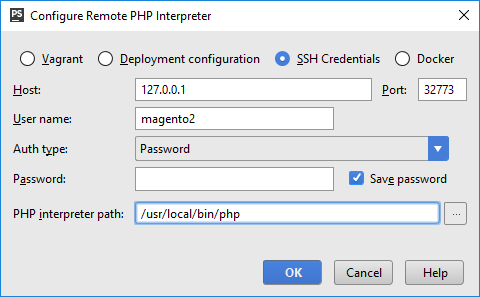 PS Configure Remote PHP Interpreter
Vagrant Deployment configuration SSH Credentials Docker
Host: 127.0.0.1 Port: 32773
User name: magento2
Auth type: Password
Password: Save password
PHP interpreter path: /usr/local/bin/php ...
OK Cancel Help